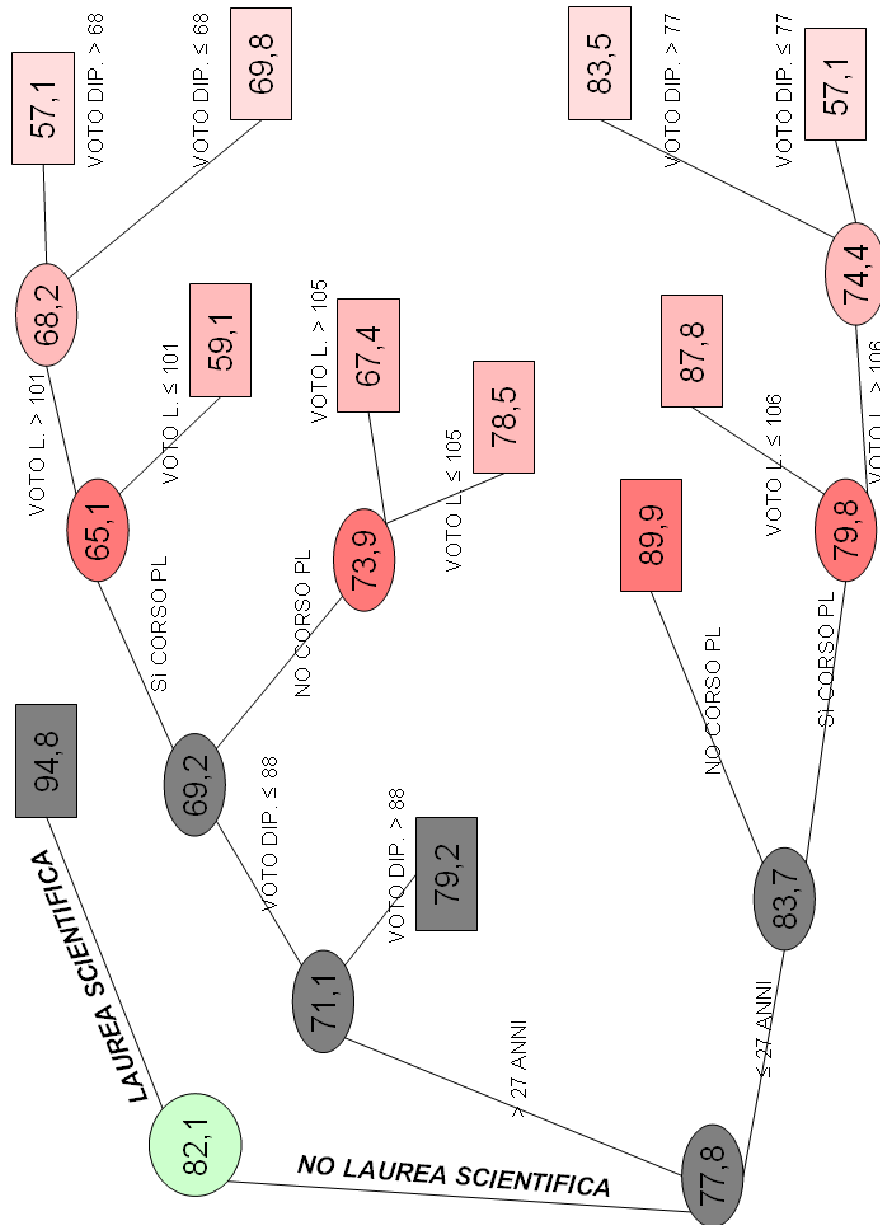 82,1
LAUREA SCIENTIFICA
NO LAUREA SCIENTIFICA
94,8
77,8
> 27 ANNI
≤ 27 ANNI
71,1
83,7
VOTO DIP. ≤ 88
VOTO DIP. > 88
NO CORSO PL
SÌ CORSO PL
69,2
79,2
89,9
79,8
SÌ CORSO PL
NO CORSO PL
VOTO L. ≤ 106
VOTO L. > 106
65,1
73,9
87,8
74,4
VOTO L. > 101
VOTO L. ≤ 101
VOTO L. > 105
VOTO L. ≤ 105
VOTO DIP. > 77
VOTO DIP. ≤ 77
68,2
59,1
67,4
78,5
83,5
57,1
VOTO DIP. > 68
VOTO DIP. ≤ 68
57,1
69,8